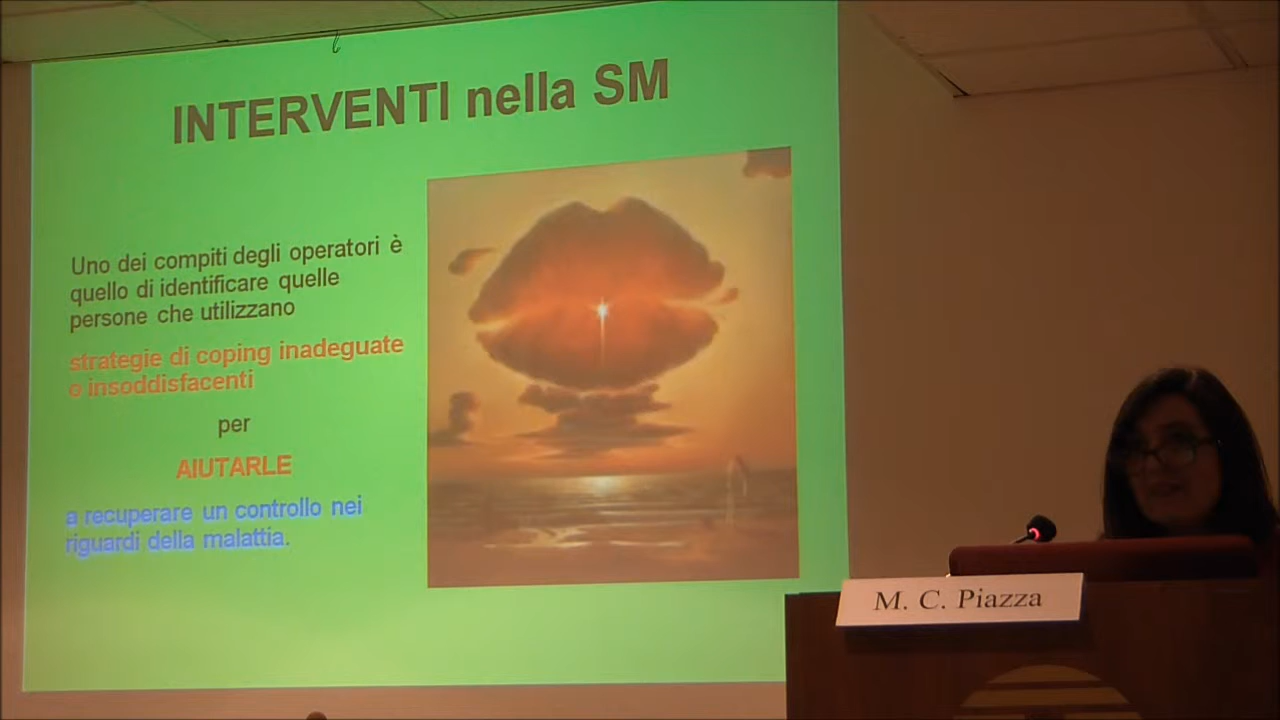 INTERVENTI nella SM
Uno dei compiti degli operatori è
quello di identificare quelle
persone che utilizzano
strategie di coping inadeguate
o insoddisfacenti
per
AIUTARLE
a recuperare un controllo nei
riguardi della malattia.
M. C. Piazza